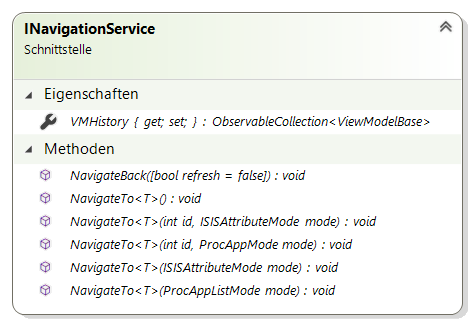 INavigationService
Schnittstelle
Eigenschaften
VMHistory { get; set; } : ObservableCollection<ViewModelBase>
Methoden
NavigateBack([bool refresh = false]) : void
NavigateTo<T>() : void
NavigateTo<T>(int id, ISISAttributeMode mode) : void
NavigateTo<T>(int id, ProcAppMode mode) : void
NavigateTo<T>(ISISAttributeMode mode) : void
NavigateTo<T>(ProcAppListMode mode) : void